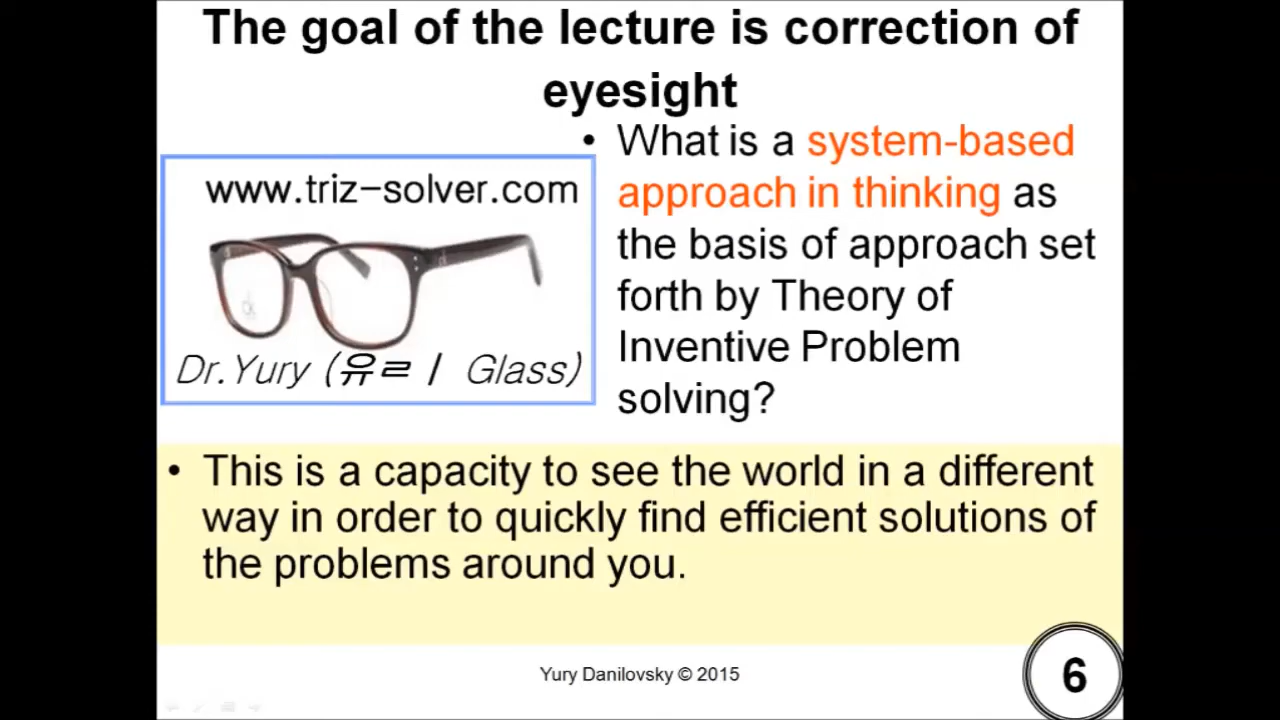 The goal of the lecture is correction of
eyesight
www.triz-solver.com
Dr.Yury (유ㄹㅣ Glass)
• What is a system-based
approach in thinking as
the basis of approach set
forth by Theory of
Inventive Problem
solving?
• This is a capacity to see the world in a different
way in order to quickly find efficient solutions of
the problems around you.
Yury Danilovsky © 2015
6